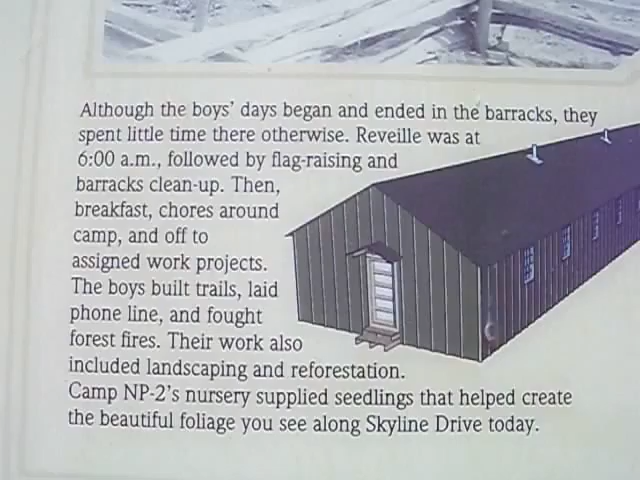 Although the boys' days began and ended in the barracks, they
spent little time there otherwise. Reveille was at
6:00 a.m., followed by flag-raising and
barracks clean-up. Then,
breakfast, chores around
camp, and off to
assigned work projects.
The boys built trails, laid
phone line, and fought
forest fires. Their work also
included landscaping and reforestation.
Camp NP-2's nursery supplied seedlings that helped create
the beautiful foliage you see along Skyline Drive today.